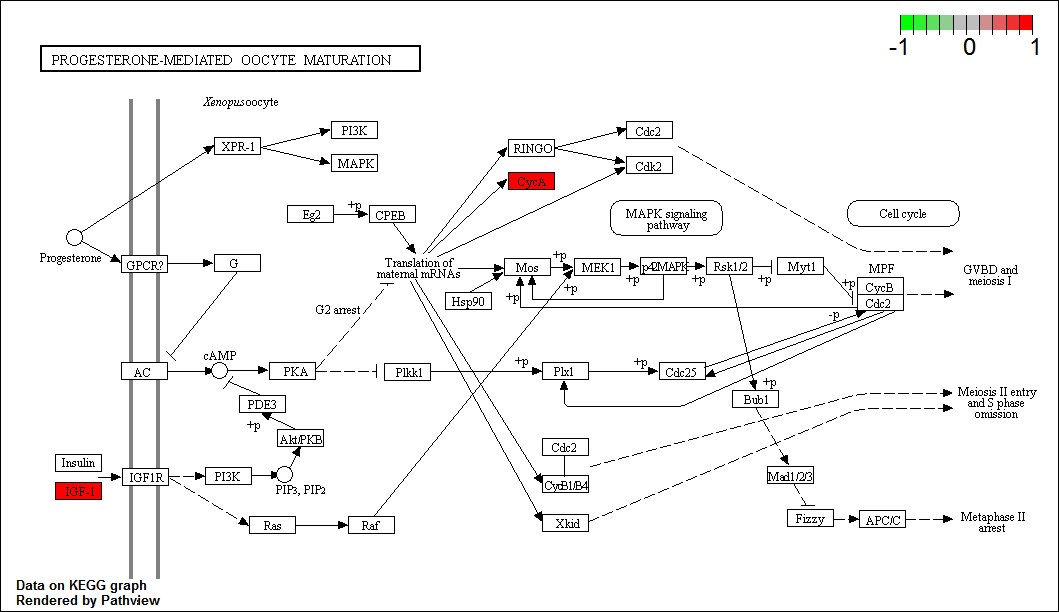 -1 0 1
PROGESTERONE-MEDIATED OOCYTE MATURATION
Xenopus oocyte
XPR-1
PI3K
MAPK
RINGO
CycA
Cdc2
Cdk2
MAPK signaling
pathway
Cell cycle
Eg2
+p
CPEB
Progesterone
GPCR?
G
Translation of
maternal mRNAs
Hsp90
Mos
+p
MEK1
p42MAPK
Rsk1/2
Myt1
+p
+p
+p
+p
+p
MPF
CycB
Cdc2
GVBD and
meiosis I
-p
G2 arrest
AC
cAMP
PKA
Plkk1
+p
Plx1
+p
Cdc25
PDE3
+p
Akt/PKB
Bub1
+p
Meiosis II entry
and S phase
omission
Insulin
IGF-1
IGF1R
PI3K
PIP3, PIP2
Cdc2
CycB1/B4
Xkid
Mad1/2/3
Ras
Raf
Fizzy
APC/C
Metaphase II
arrest
Data on KEGG graph
Rendered by Pathview